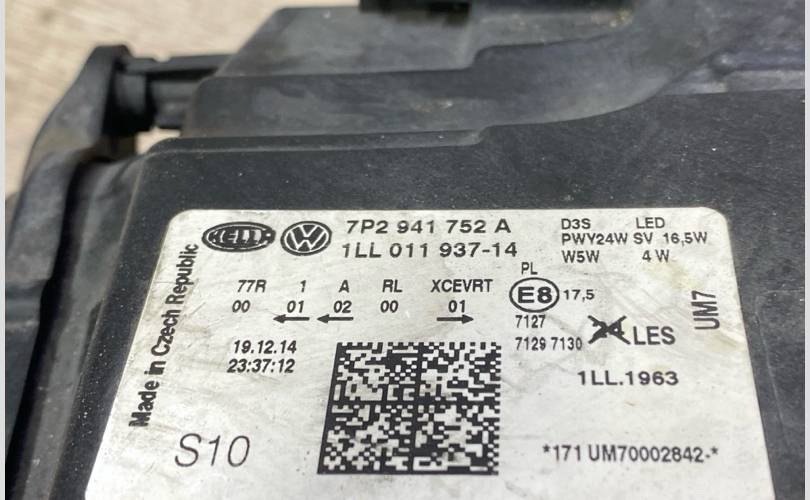 HELLA
7P2 941 752 A
1LL 011 937-14
D3S LED
PWY24W SV 16,5W
W5W 4W
77R 1 A RL XCEVRT
00 01 02 00 01
PL
E8 17,5
7127
7129 7130
24 LES
UM7
19.12.14
23:37:12
1LL.1963
S10
*171 UM70002842-*
Made in Czech Republic